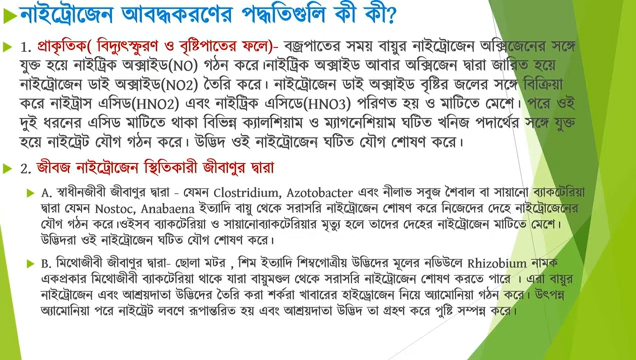 নাইট্রোজেন আবদ্ধকরণের পদ্ধতিগুলি কী কী?
1. প্রাকৃতিক( বিদ্যুৎস্ফুরণ ও বৃষ্টিপাতের ফলে)- বজ্রপাতের সময় বায়ুর নাইট্রোজেন অক্সিজেনের সঙ্গে
যুক্ত হয়ে নাইট্রিক অক্সাইড(NO) গঠন করে।নাইট্রিক অক্সাইড আবার অক্সিজেন দ্বারা জারিত হয়ে
নাইট্রোজেন ডাই অক্সাইড(NO2) তৈরি করে। নাইট্রোজেন ডাই অক্সাইড বৃষ্টির জলের সঙ্গে বিক্রিয়া
করে নাইট্রাস এসিড(HNO2) এবং নাইট্রিক এসিডে(HNO3) পরিণত হয় ও মাটিতে মেশে। পরে ওই
দুই ধরনের এসিড মাটিতে থাকা বিভিন্ন ক্যালশিয়াম ও ম্যাগনেশিয়াম ঘটিত খনিজ পদার্থের সঙ্গে যুক্ত
হয়ে নাইট্রেট যৌগ গঠন করে। উদ্ভিদ ওই নাইট্রোজেন ঘটিত যৌগ শোষণ করে।
2. জীবজ নাইট্রোজেন স্থিতিকারী জীবাণুর দ্বারা
A. স্বাধীনজীবী জীবাণুর দ্বারা - যেমন Clostridium, Azotobacter এবং নীলাভ সবুজ শৈবাল বা সায়ানো ব্যাকটেরিয়া
দ্বারা যেমন Nostoc, Anabaena ইত্যাদি বায়ু থেকে সরাসরি নাইট্রোজেন শোষণ করে নিজেদের দেহে নাইট্রোজেনের
যৌগ গঠন করে।ওইসব ব্যাকটেরিয়া ও সায়ানোব্যাকটেরিয়ার মৃত্যু হলে তাদের দেহের নাইট্রোজেন মাটিতে মেশে।
উদ্ভিদরা ওই নাইট্রোজেন ঘটিত যৌগ শোষণ করে।
B. মিথোজীবী জীবাণুর দ্বারা- ছোলা মটর , শিম ইত্যাদি শিম্বগোত্রীয় উদ্ভিদের মূলের নডিউলে Rhizobium নামক
একপ্রকার মিথোজীবী ব্যাকটেরিয়া থাকে যারা বায়ুমণ্ডল থেকে সরাসরি নাইট্রোজেন শোষণ করতে পারে । এরা বায়ুর
নাইট্রোজেন এবং আশ্রয়দাতা উদ্ভিদের তৈরি করা শর্করা খাবারের হাইড্রোজেন নিয়ে অ্যামোনিয়া গঠন করে। উৎপন্ন
অ্যামোনিয়া পরে নাইট্রেট লবণে রূপান্তরিত হয় এবং আশ্রয়দাতা উদ্ভিদ তা গ্রহণ করে পুষ্টি সম্পন্ন করে।